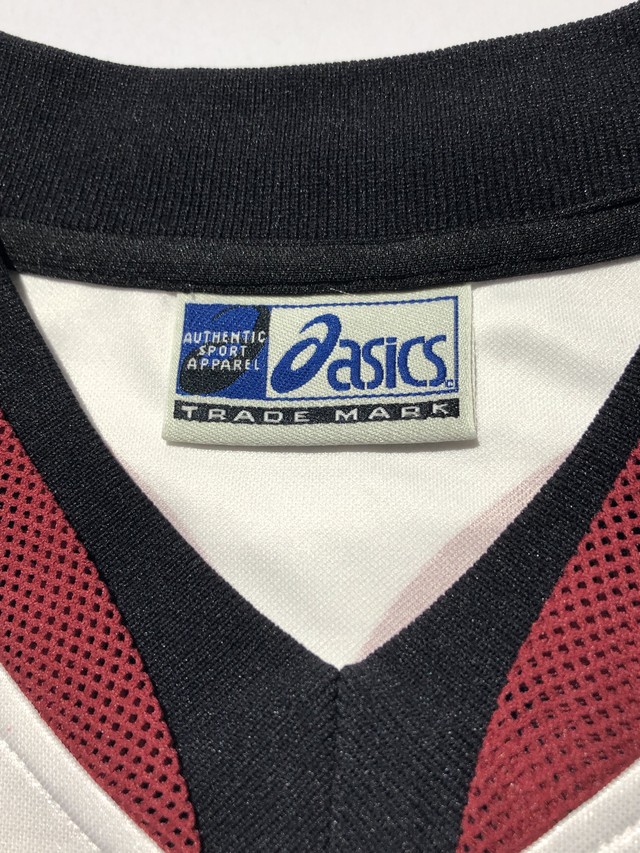 AUTHENTIC
SPORT
APPAREL
asics
TRADE MARK